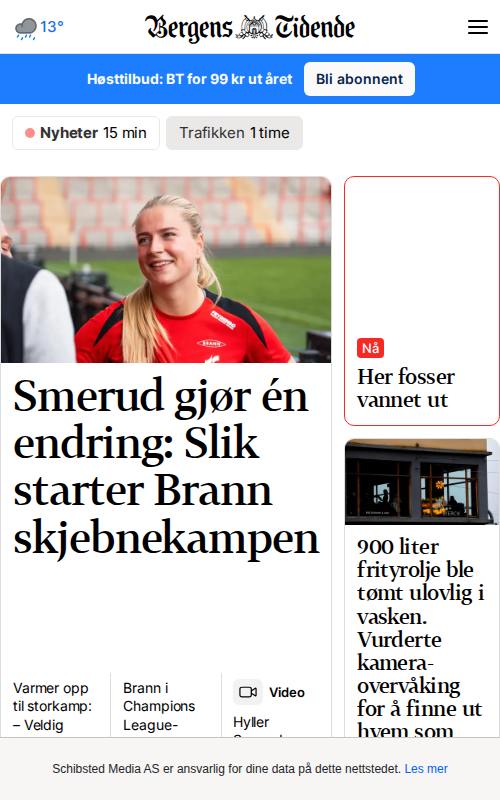 13°
Bergens Tidende
Høsttilbud: BT for 99 kr ut året
Bli abonnent
Nyheter 15 min
Trafikken 1 time
BRANN
Smerud gjør én
endring: Slik
starter Brann
skjebnekampen
Varmer opp
til storkamp:
– Veldig
Brann i
Champions
League-
Video
Hyller
Nå
Her fosser
vannet ut
900 liter
frityrolje ble
tømt ulovlig i
vasken.
Vurderte
kamera-
overvåking
for å finne ut
hvem som
Schibsted Media AS er ansvarlig for dine data på dette nettstedet. Les mer